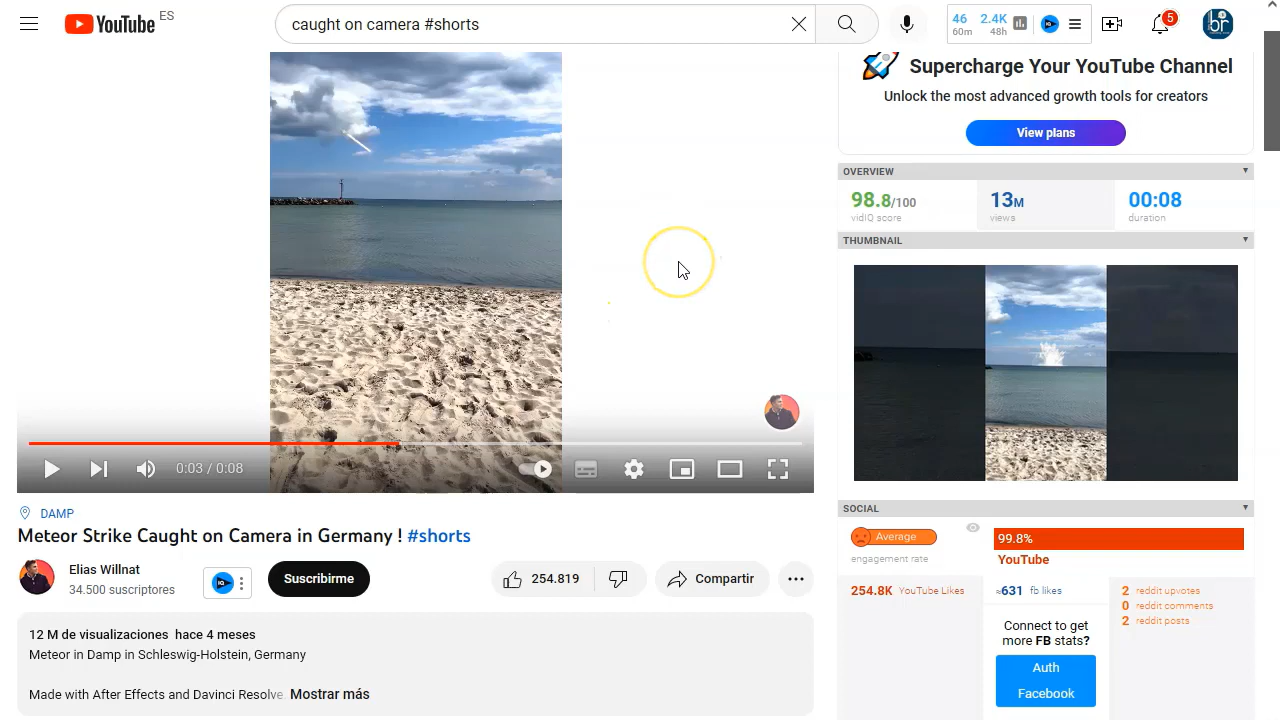 YouTube ES
caught on camera #shorts
46 2.4K
60m 48h
5
Supercharge Your YouTube Channel
Unlock the most advanced growth tools for creators
View plans
OVERVIEW
98.8/100 13M 00:08
vidIQ score views duration
THUMBNAIL
0:03 / 0:08
DAMP
Meteor Strike Caught on Camera in Germany ! #shorts
Elias Willnat
34.500 suscriptores
Suscribirme
254.819
Compartir
12 M de visualizaciones hace 4 meses
Meteor in Damp in Schleswig-Holstein, Germany
Made with After Effects and Davinci Resolve Mostrar más
SOCIAL
Average
engagement rate
99.8%
YouTube
254.8K YouTube Likes
≈631 fb likes
Connect to get
more FB stats?
Auth
Facebook
2 reddit upvotes
0 reddit comments
2 reddit posts